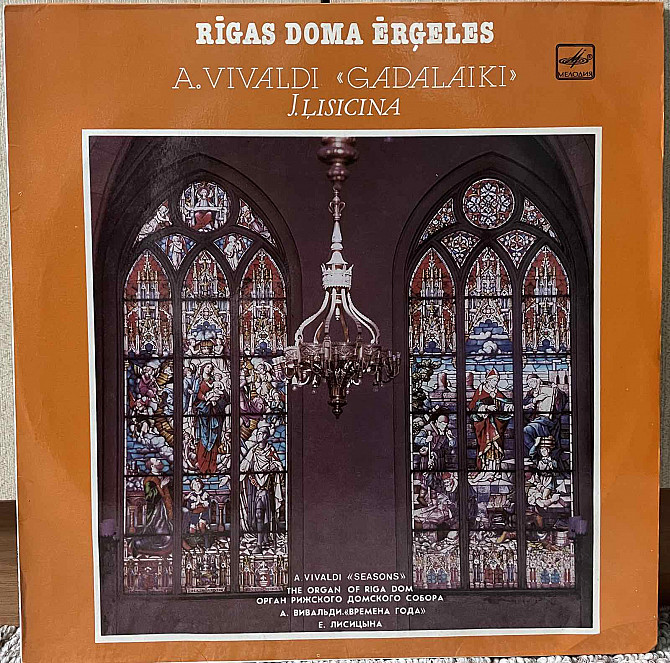 RĪGAS DOMA ĒRĢELES
A.VIVALDI «GADALAIKI»
J.ĻISICINA
МЕЛОДИЯ
A.VIVALDI «SEASONS»
THE ORGAN OF RIGA DOM
ОРГАН РИЖСКОГО ДОМСКОГО СОБОРА
А. ВИВАЛЬДИ.«ВРЕМЕНА ГОДА»
Е. ЛИСИЦЫНА